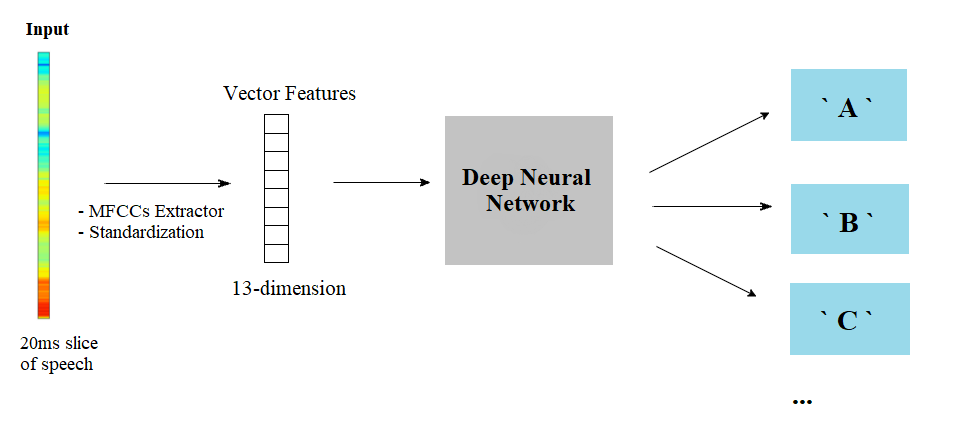 Input
20ms slice
of speech
- MFCCs Extractor
- Standardization
Vector Features
13-dimension
Deep Neural
Network
` A `
` B `
` C `
...